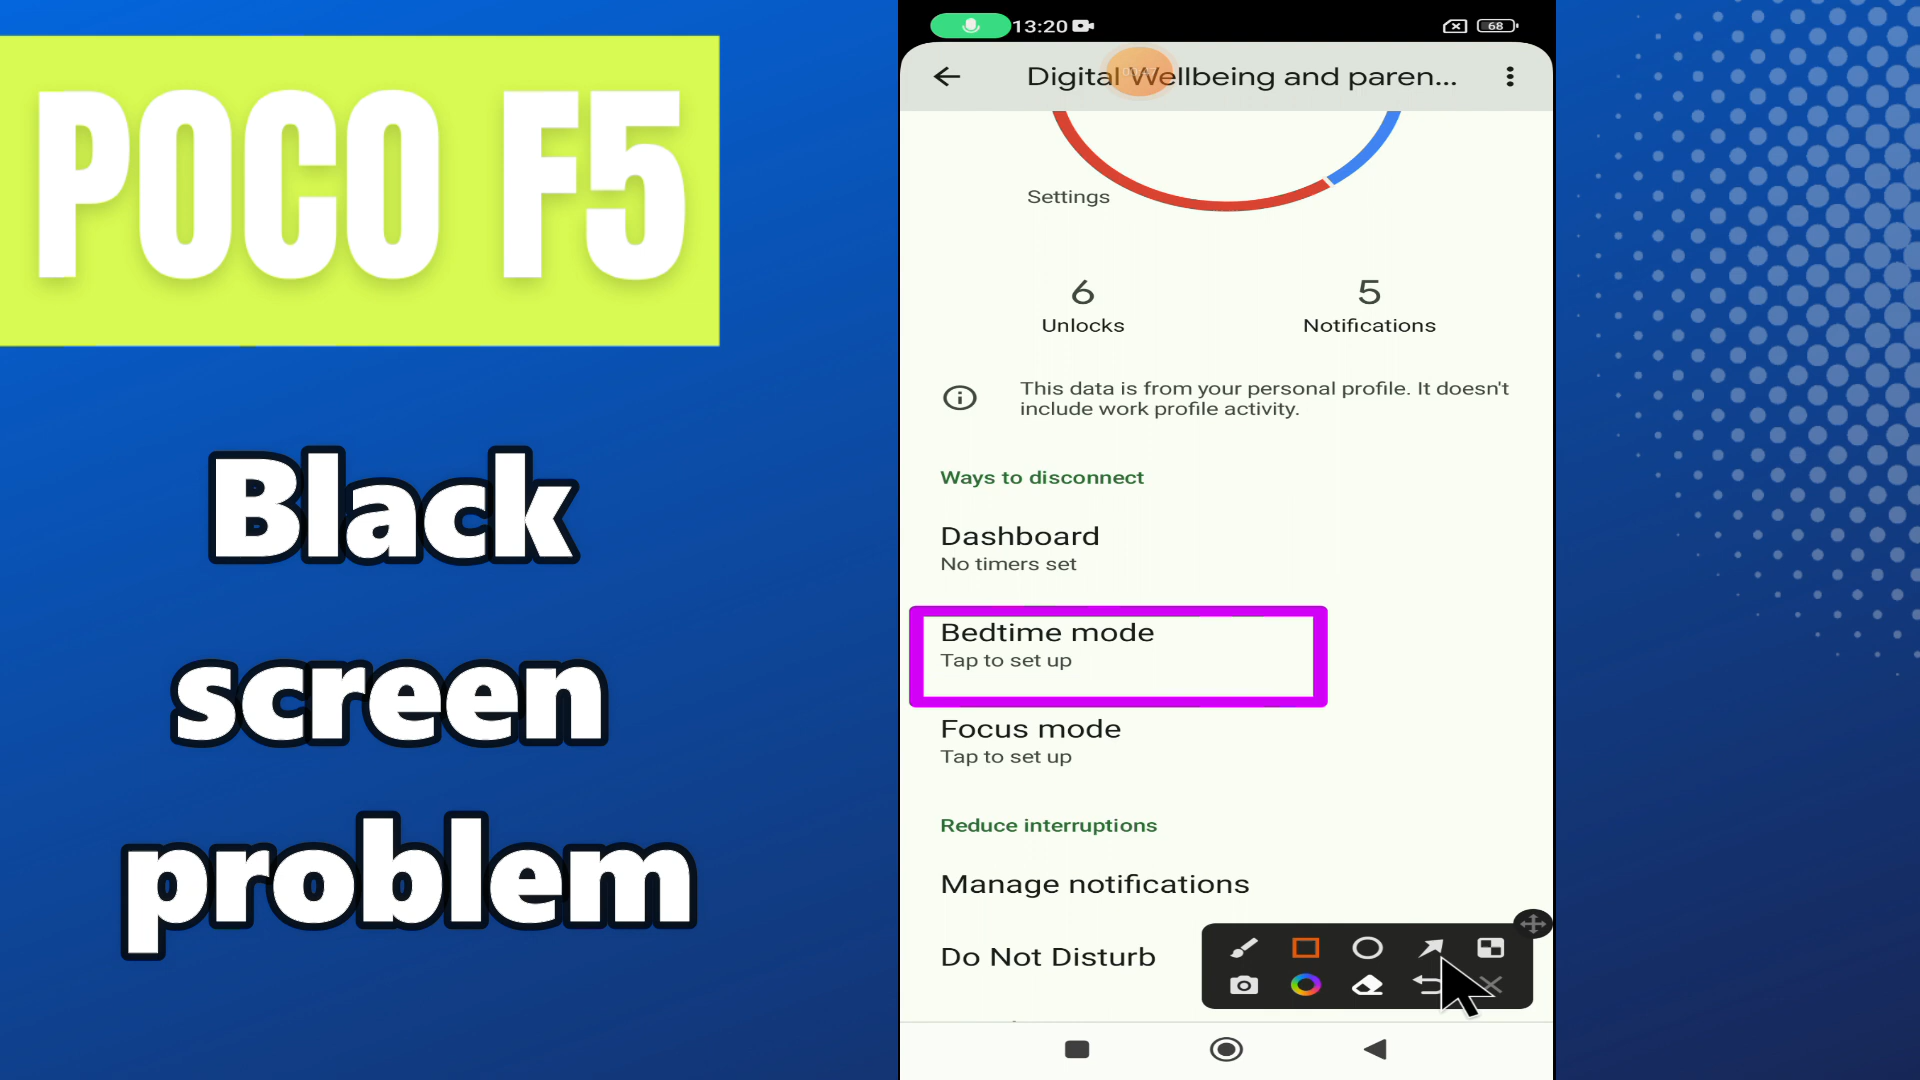 POCO F5
Black
screen
problem
13:20
68
Digital Wellbeing and paren...
Settings
6
Unlocks
5
Notifications
This data is from your personal profile. It doesn't
include work profile activity.
Ways to disconnect
Dashboard
No timers set
Bedtime mode
Tap to set up
Focus mode
Tap to set up
Reduce interruptions
Manage notifications
Do Not Disturb